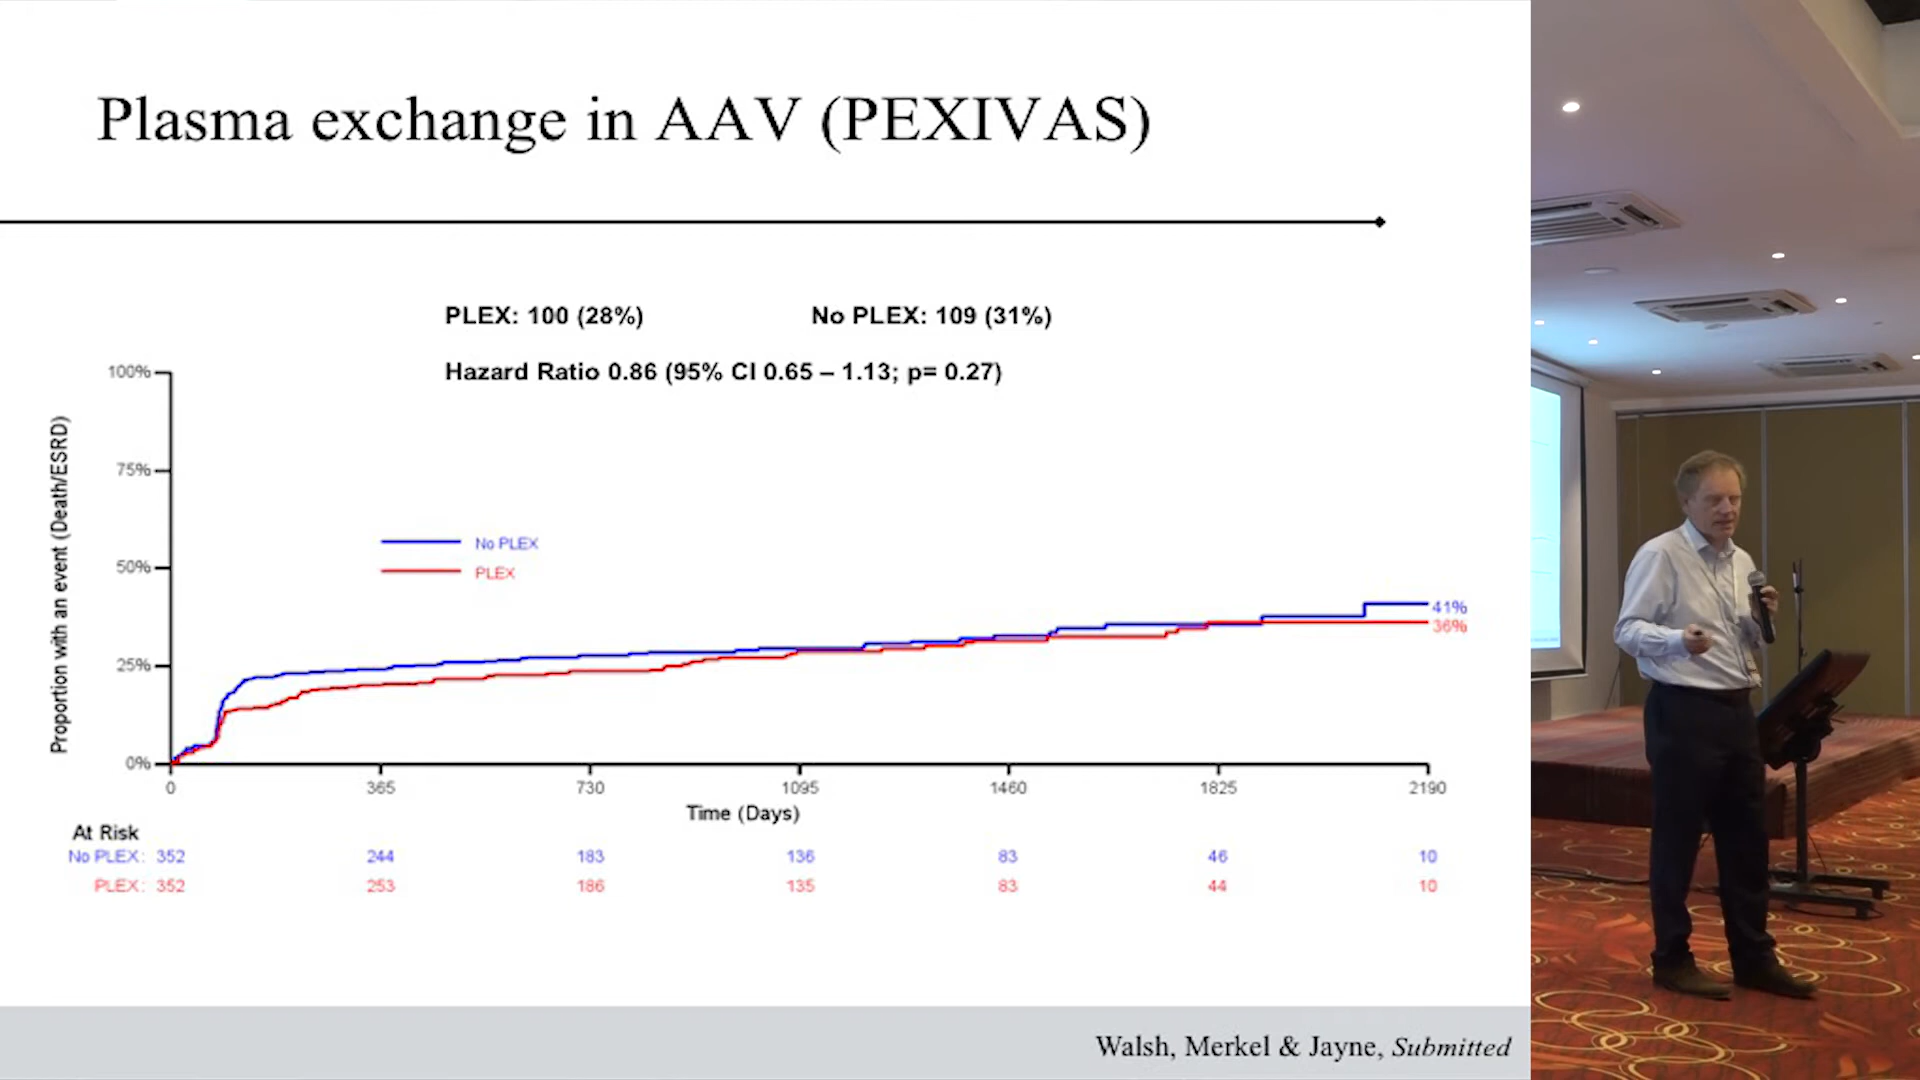 Plasma exchange in AAV (PEXIVAS)
PLEX: 100 (28%) No PLEX: 109 (31%)
Hazard Ratio 0.86 (95% CI 0.65 – 1.13; p= 0.27)
Proportion with an event (Death/ESRD)
100%
75%
50%
25%
0%
No PLEX
PLEX
41%
36%
0 365 730 1095 1460 1825 2190
Time (Days)
At Risk
No PLEX: 352 244 183 136 83 46 10
PLEX: 352 253 186 135 83 44 10
Walsh, Merkel & Jayne, Submitted